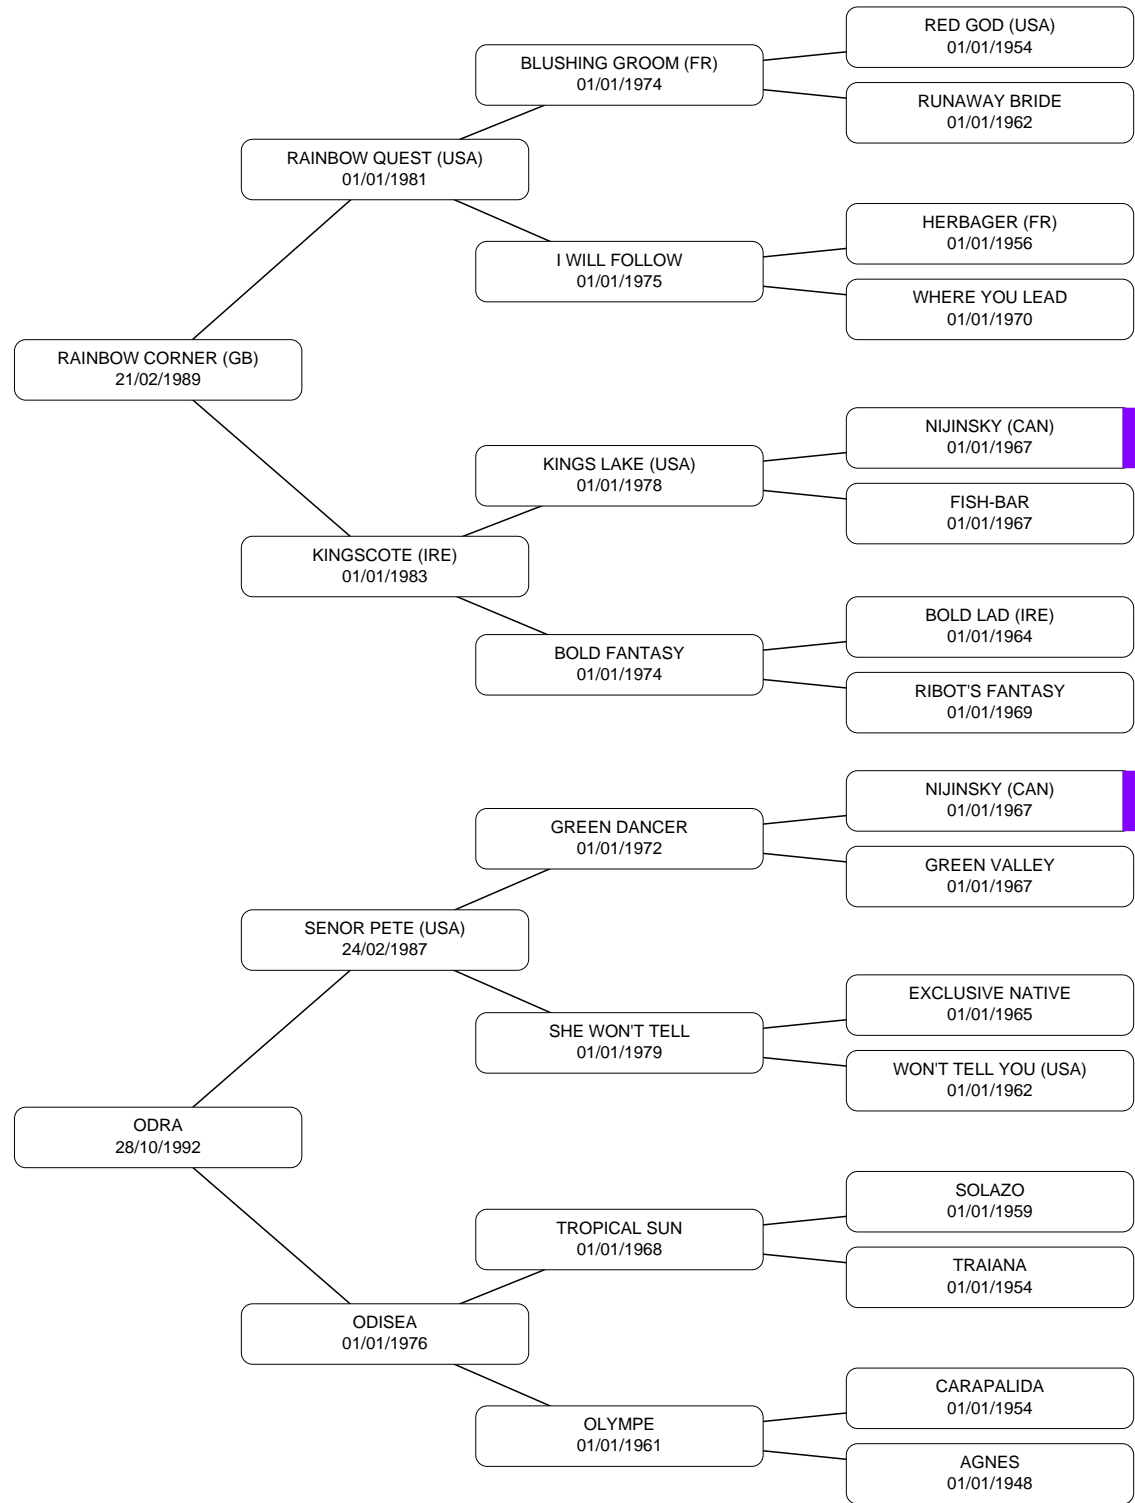 RED GOD (USA)
01/01/1954
BLUSHING GROOM (FR)
01/01/1974
RUNAWAY BRIDE
01/01/1962
RAINBOW QUEST (USA)
01/01/1981
HERBAGER (FR)
01/01/1956
I WILL FOLLOW
01/01/1975
WHERE YOU LEAD
01/01/1970
RAINBOW CORNER (GB)
21/02/1989
NIJINSKY (CAN)
01/01/1967
KINGS LAKE (USA)
01/01/1978
FISH-BAR
01/01/1967
KINGSCOTE (IRE)
01/01/1983
BOLD LAD (IRE)
01/01/1964
BOLD FANTASY
01/01/1974
RIBOT'S FANTASY
01/01/1969
NIJINSKY (CAN)
01/01/1967
GREEN DANCER
01/01/1972
GREEN VALLEY
01/01/1967
SENOR PETE (USA)
24/02/1987
EXCLUSIVE NATIVE
01/01/1965
SHE WON'T TELL
01/01/1979
WON'T TELL YOU (USA)
01/01/1962
ODRA
28/10/1992
SOLAZO
01/01/1959
TROPICAL SUN
01/01/1968
TRAIANA
01/01/1954
ODISEA
01/01/1976
CARAPALIDA
01/01/1954
OLYMPE
01/01/1961
AGNES
01/01/1948